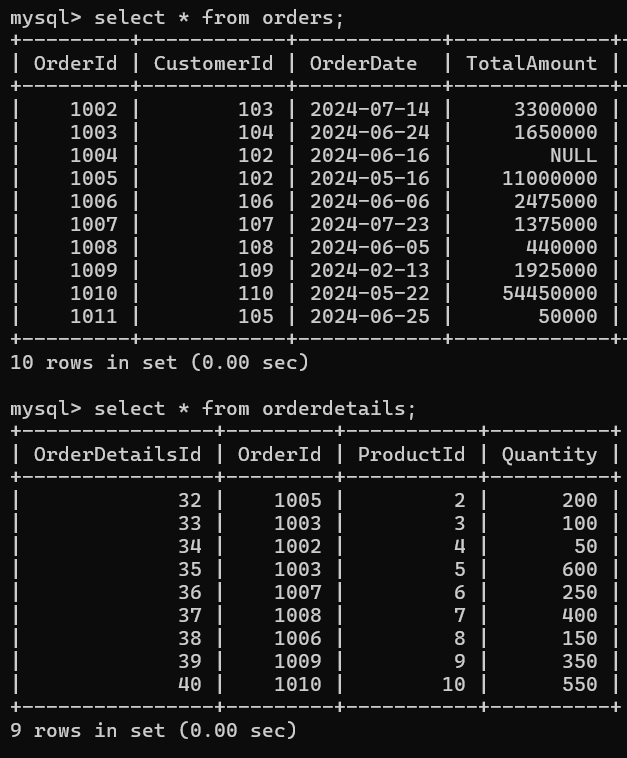 mysql> select * from orders;
+---------+------------+------------+-------------+-
| OrderId | CustomerId | OrderDate  | TotalAmount |
+---------+------------+------------+-------------+-
|    1002 |        103 | 2024-07-14 |     3300000 |
|    1003 |        104 | 2024-06-24 |     1650000 |
|    1004 |        102 | 2024-06-16 |        NULL |
|    1005 |        102 | 2024-05-16 |    11000000 |
|    1006 |        106 | 2024-06-06 |     2475000 |
|    1007 |        107 | 2024-07-23 |     1375000 |
|    1008 |        108 | 2024-06-05 |      440000 |
|    1009 |        109 | 2024-02-13 |     1925000 |
|    1010 |        110 | 2024-05-22 |    54450000 |
|    1011 |        105 | 2024-06-25 |       50000 |
+---------+------------+------------+-------------+-
10 rows in set (0.00 sec)

mysql> select * from orderdetails;
+----------------+---------+-----------+----------+
| OrderDetailsId | OrderId | ProductId | Quantity |
+----------------+---------+-----------+----------+
|             32 |    1005 |         2 |      200 |
|             33 |    1003 |         3 |      100 |
|             34 |    1002 |         4 |       50 |
|             35 |    1003 |         5 |      600 |
|             36 |    1007 |         6 |      250 |
|             37 |    1008 |         7 |      400 |
|             38 |    1006 |         8 |      150 |
|             39 |    1009 |         9 |      350 |
|             40 |    1010 |        10 |      550 |
+----------------+---------+-----------+----------+
9 rows in set (0.00 sec)